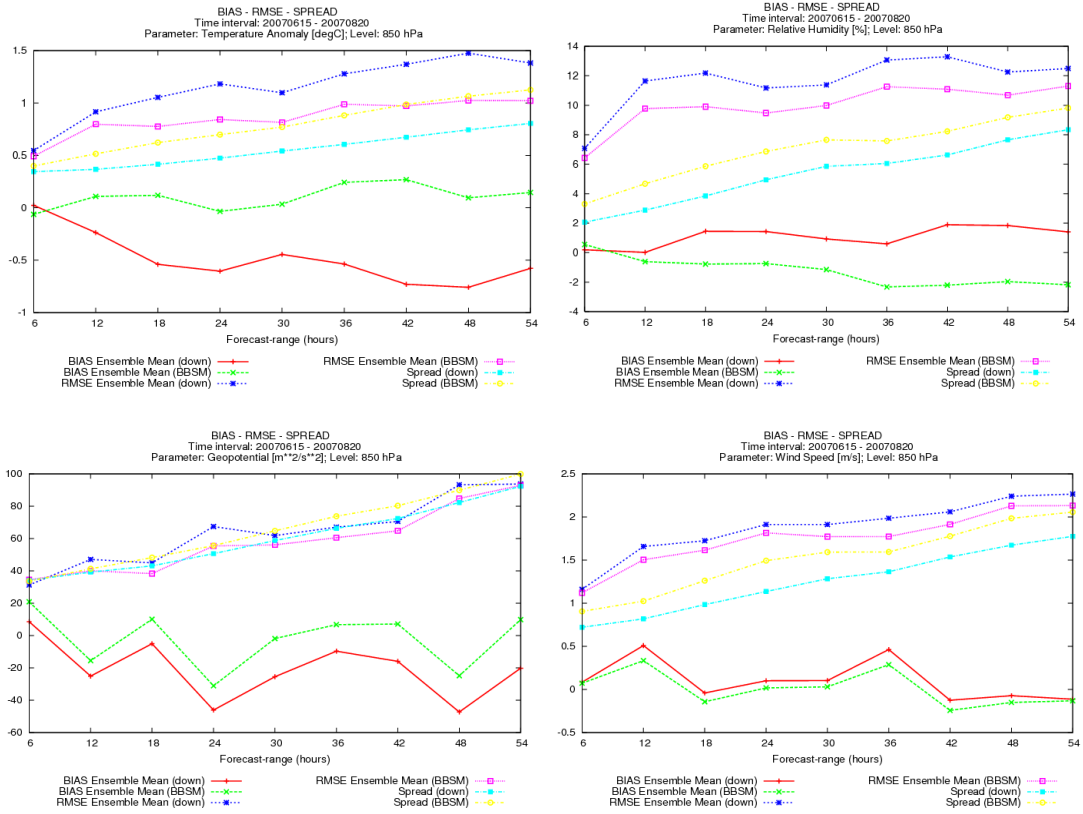 BIAS - RMSE - SPREAD
Time interval: 20070615 - 20070820
Parameter: Temperature Anomaly [degC]; Level: 850 hPa
1.5
1
0.5
0
-0.5
-1
6 12 18 24 30 36 42 48 54
Forecast-range (hours)
BIAS Ensemble Mean (down) RMSE Ensemble Mean (BBSM)
BIAS Ensemble Mean (BBSM) Spread (down)
RMSE Ensemble Mean (down) Spread (BBSM)
BIAS - RMSE - SPREAD
Time interval: 20070615 - 20070820
Parameter: Relative Humidity [%]; Level: 850 hPa
14
12
10
8
6
4
2
0
-2
-4
6 12 18 24 30 36 42 48 54
Forecast-range (hours)
BIAS Ensemble Mean (down) RMSE Ensemble Mean (BBSM)
BIAS Ensemble Mean (BBSM) Spread (down)
RMSE Ensemble Mean (down) Spread (BBSM)
BIAS - RMSE - SPREAD
Time interval: 20070615 - 20070820
Parameter: Geopotential [m**2/s**2]; Level: 850 hPa
100
80
60
40
20
0
-20
-40
-60
6 12 18 24 30 36 42 48 54
Forecast-range (hours)
BIAS Ensemble Mean (down) RMSE Ensemble Mean (BBSM)
BIAS Ensemble Mean (BBSM) Spread (down)
RMSE Ensemble Mean (down) Spread (BBSM)
BIAS - RMSE - SPREAD
Time interval: 20070615 - 20070820
Parameter: Wind Speed [m/s]; Level: 850 hPa
2.5
2
1.5
1
0.5
0
-0.5
6 12 18 24 30 36 42 48 54
Forecast-range (hours)
BIAS Ensemble Mean (down) RMSE Ensemble Mean (BBSM)
BIAS Ensemble Mean (BBSM) Spread (down)
RMSE Ensemble Mean (down) Spread (BBSM)